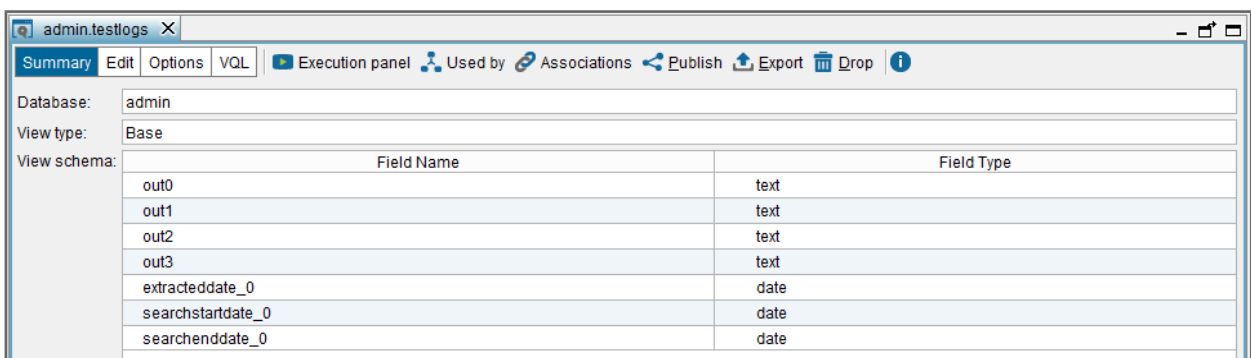 admin.testlogs
Summary Edit Options VQL Execution panel Used by Associations Publish Export Drop
Database: admin
View type: Base
View schema: Field Name Field Type
out0 text
out1 text
out2 text
out3 text
extracteddate_0 date
searchstartdate_0 date
searchenddate_0 date